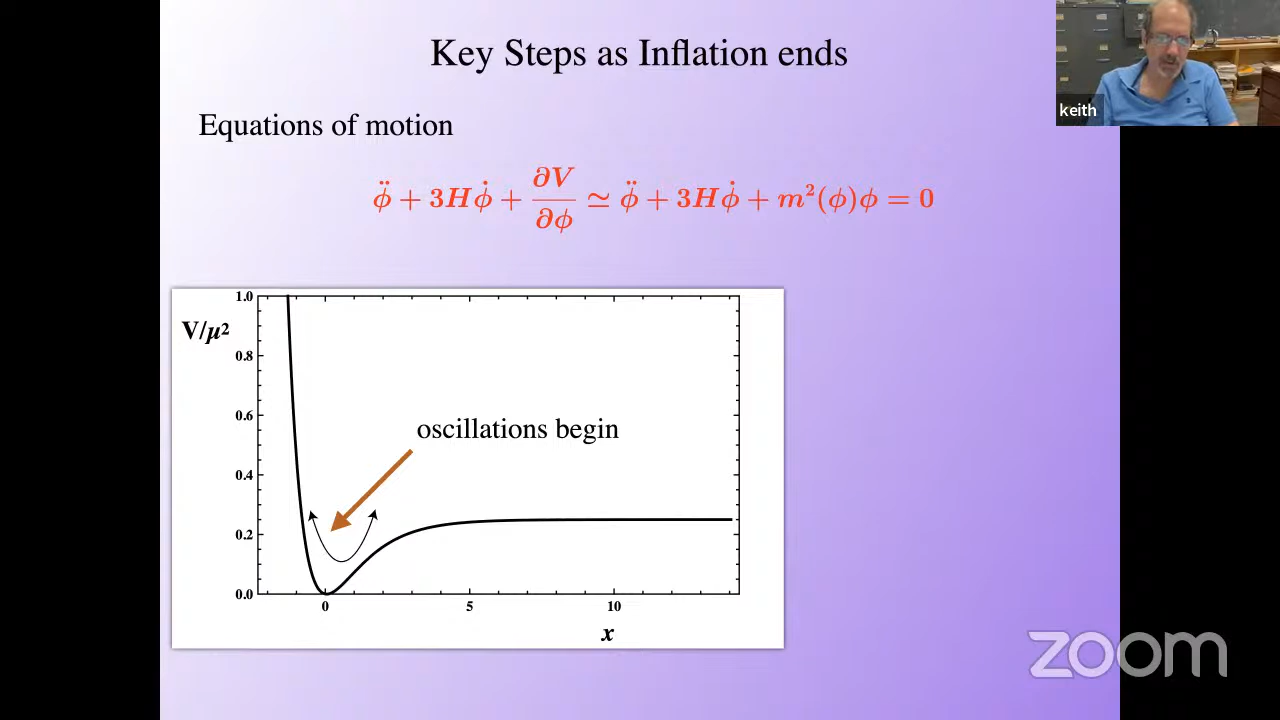 Key Steps as Inflation ends
keith
Equations of motion
ϕ̈ + 3Hϕ̇ + ∂V/∂ϕ ≃ ϕ̈ + 3Hϕ̇ + m²(ϕ)ϕ = 0
V/μ²
1.0
0.8
0.6
0.4
0.2
0.0
oscillations begin
0 5 10
x
zoom